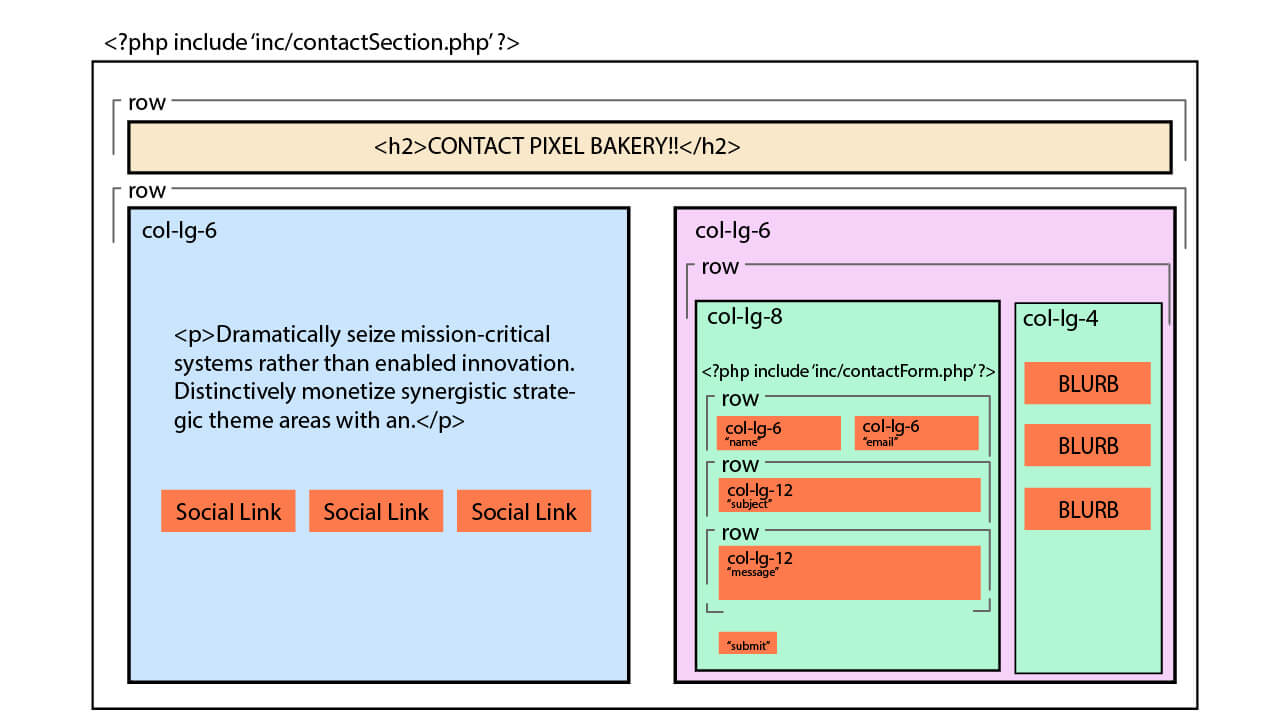 <?php include ‘inc/contactSection.php’ ?>
row
<h2>CONTACT PIXEL BAKERY!!</h2>
row
col-lg-6
<p>Dramatically seize mission-critical
systems rather than enabled innovation.
Distinctively monetize synergistic strate-
gic theme areas with an.</p>
Social Link
Social Link
Social Link
col-lg-6
row
col-lg-8
<?php include ‘inc/contactForm.php’ ?>
row
col-lg-6
“name”
col-lg-6
“email”
row
col-lg-12
“subject”
row
col-lg-12
“message”
“submit”
col-lg-4
BLURB
BLURB
BLURB